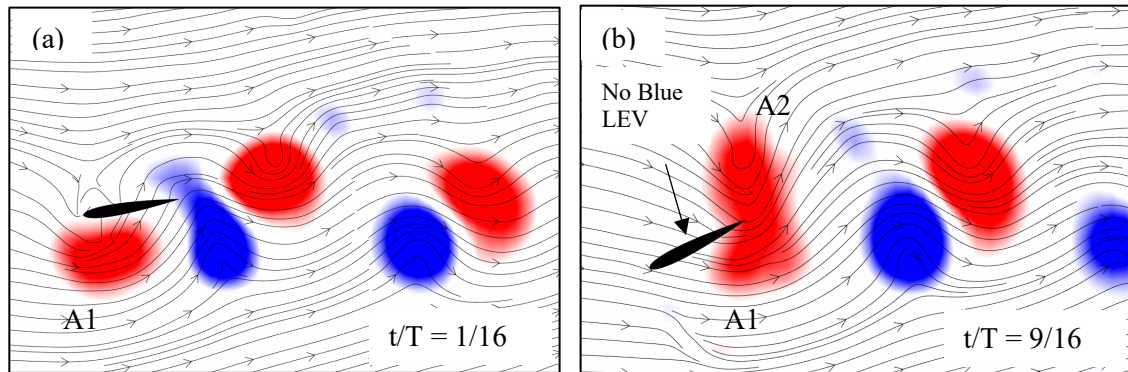 (a)
A1
t/T = 1/16
(b)
No Blue
LEV
A2
A1
t/T = 9/16